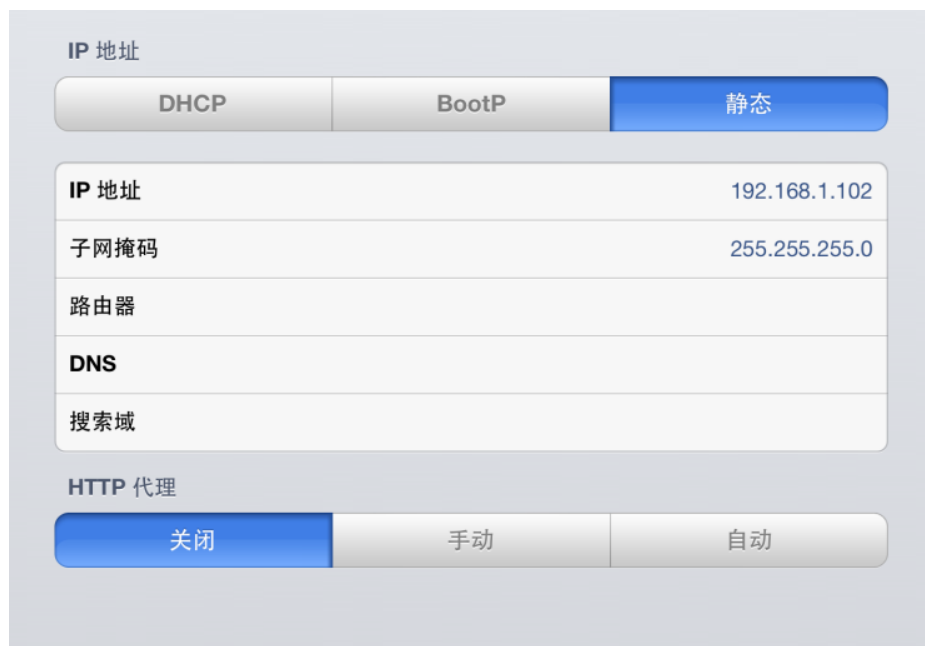 IP 地址
DHCP BootP 静态
IP 地址 192.168.1.102
子网掩码 255.255.255.0
路由器
DNS
搜索域
HTTP 代理
关闭 手动 自动